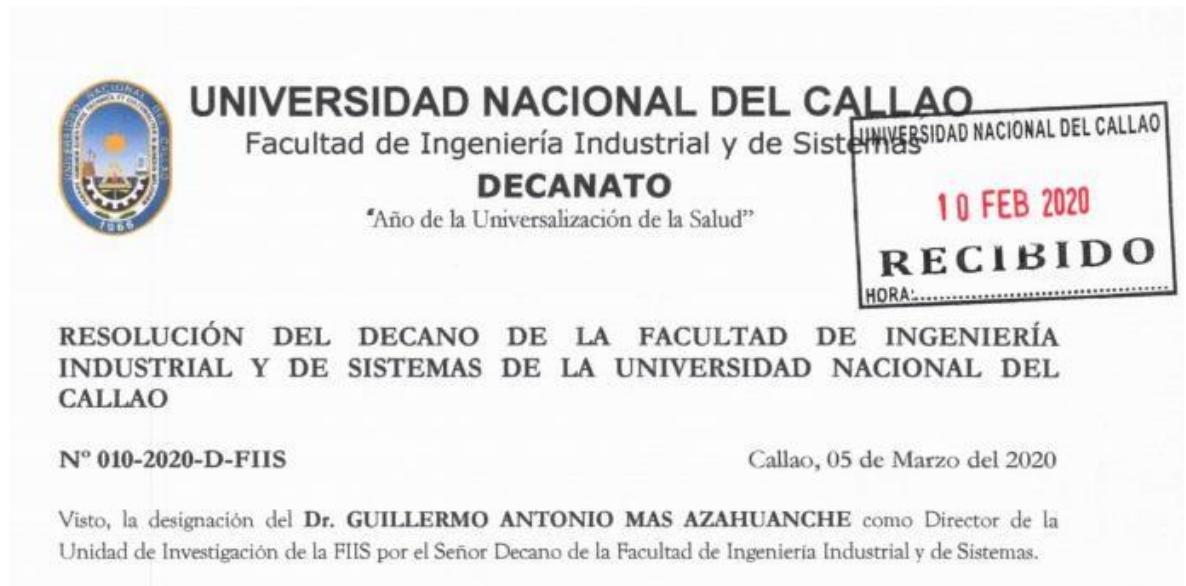 UNIVERSIDAD NACIONAL DEL CALLAO
Facultad de Ingeniería Industrial y de Sistemas
DECANATO
"Año de la Universalización de la Salud"
UNIVERSIDAD NACIONAL DEL CALLAO
10 FEB 2020
RECIBIDO
HORA:
1966
RESOLUCIÓN DEL DECANO DE LA FACULTAD DE INGENIERÍA
INDUSTRIAL Y DE SISTEMAS DE LA UNIVERSIDAD NACIONAL DEL
CALLAO
Nº 010-2020-D-FIIS Callao, 05 de Marzo del 2020
Visto, la designación del Dr. GUILLERMO ANTONIO MAS AZAHUANCHE como Director de la
Unidad de Investigación de la FIIS por el Señor Decano de la Facultad de Ingeniería Industrial y de Sistemas.